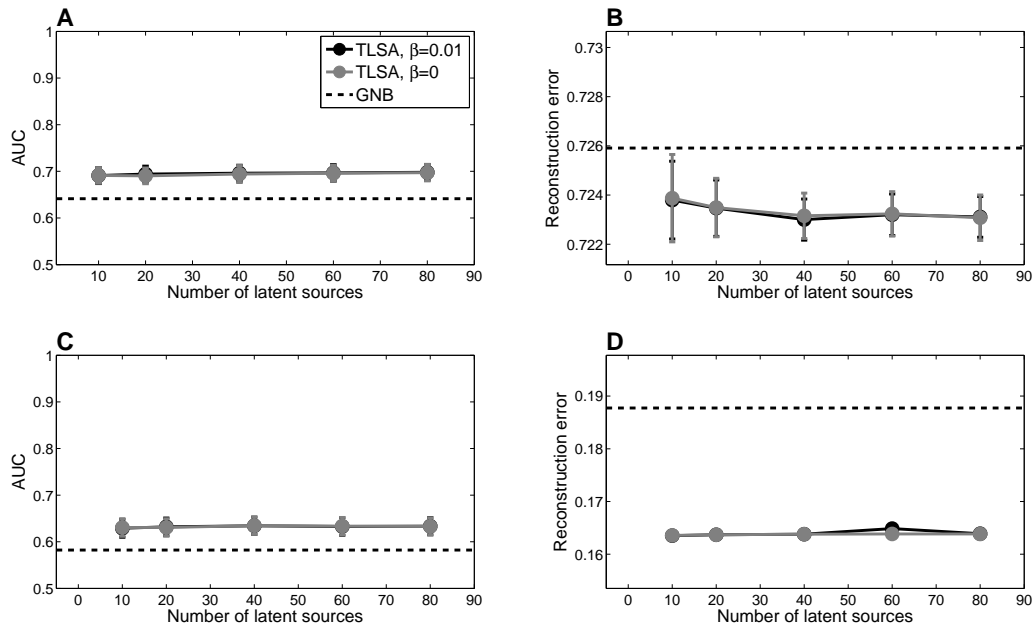 A
1
0.9
0.8
0.7
0.6
0.5
AUC
10 20 30 40 50 60 70 80 90
Number of latent sources
TLSA, β=0.01
TLSA, β=0
GNB
B
0.73
0.728
0.726
0.724
0.722
Reconstruction error
0 10 20 30 40 50 60 70 80 90
Number of latent sources
C
1
0.9
0.8
0.7
0.6
0.5
AUC
0 10 20 30 40 50 60 70 80 90
Number of latent sources
D
0.19
0.18
0.17
0.16
Reconstruction error
0 10 20 30 40 50 60 70 80 90
Number of latent sources